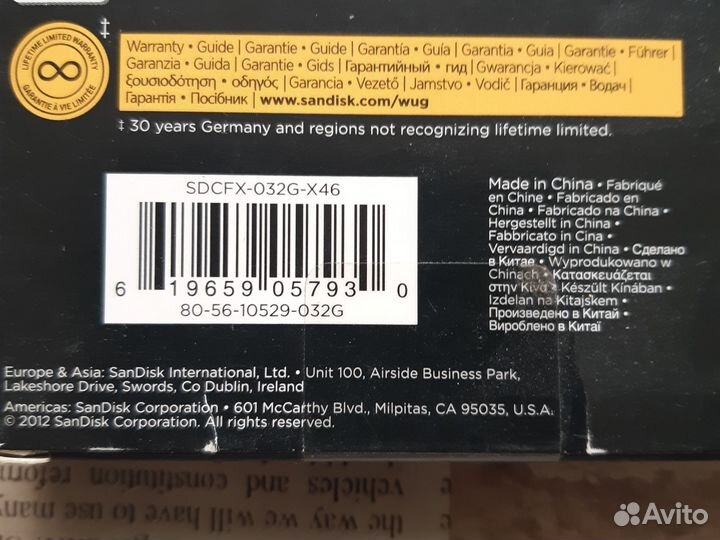 ‡
LIFETIME LIMITED WARRANTY
GARANTIE À VIE LIMITÉE
Warranty • Guide | Garantie • Guide | Garantía • Guía | Garantia • Guia | Garantie • Führer |
Garanzia • Guida | Garantie • Gids | Гарантийный • гид | Gwarancja • Kierować |
ξουσιοδότηση • οδηγός | Garancia • Vezető | Jamstvo • Vodič | Гаранция • Водач |
Гарантія • Посібник | www.sandisk.com/wug
‡ 30 years Germany and regions not recognizing lifetime limited.
SDCFX-032G-X46
6 19659 05793 0
80-56-10529-032G
Made in China • Fabriqué
en Chine • Fabricado en
China • Fabricado na China •
Hergestellt in China •
Fabbricato in Cina •
Vervaardigd in China • Сделано
в Китае • Wyprodukowano w
Chinach • Κατασκευάζεται
στην Κίνα • Készült Kínában •
Izdelan na Kitajskem •
Произведено в Китай •
Вироблено в Китаї
Europe & Asia: SanDisk International, Ltd. • Unit 100, Airside Business Park,
Lakeshore Drive, Swords, Co Dublin, Ireland
Americas: SanDisk Corporation • 601 McCarthy Blvd., Milpitas, CA 95035, U.S.A.
© 2012 SanDisk Corporation. All rights reserved.
vehicles and constitution reform
the way we will have to use many
Avito